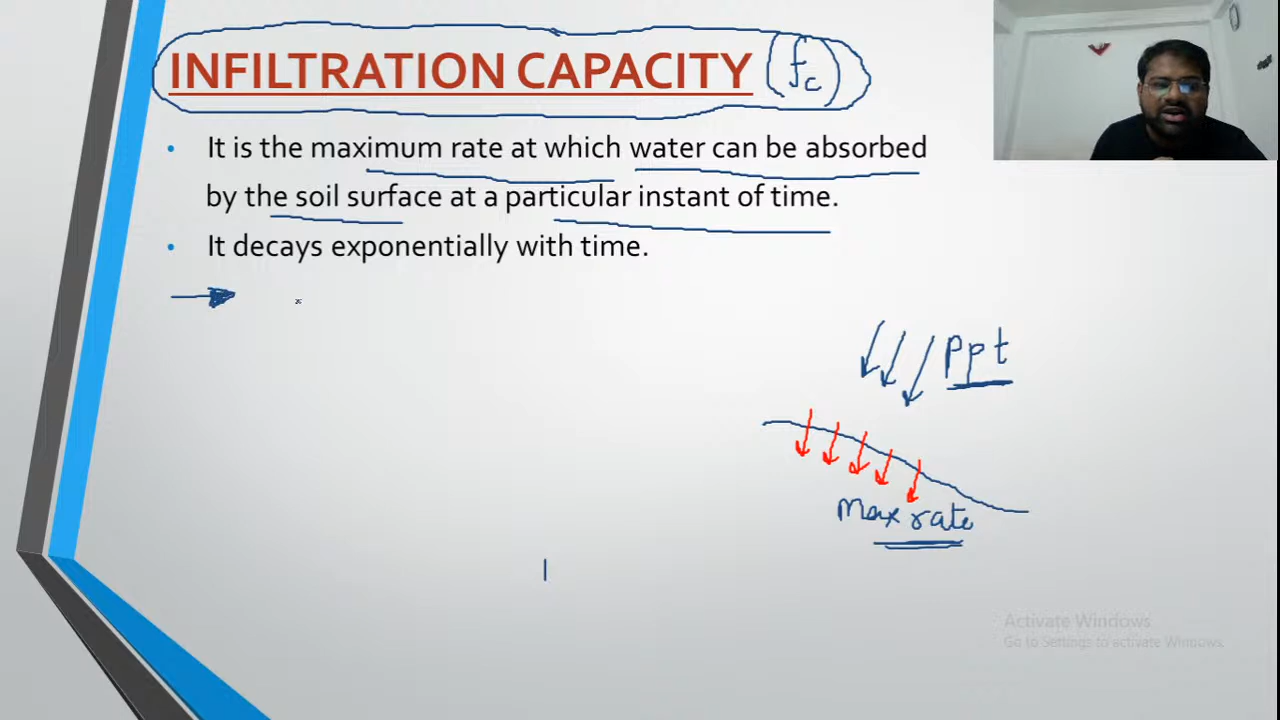 INFILTRATION CAPACITY (fc)
• It is the maximum rate at which water can be absorbed
by the soil surface at a particular instant of time.
• It decays exponentially with time.
ppt
Max rate
Activate Windows
Go to Settings to activate Windows.